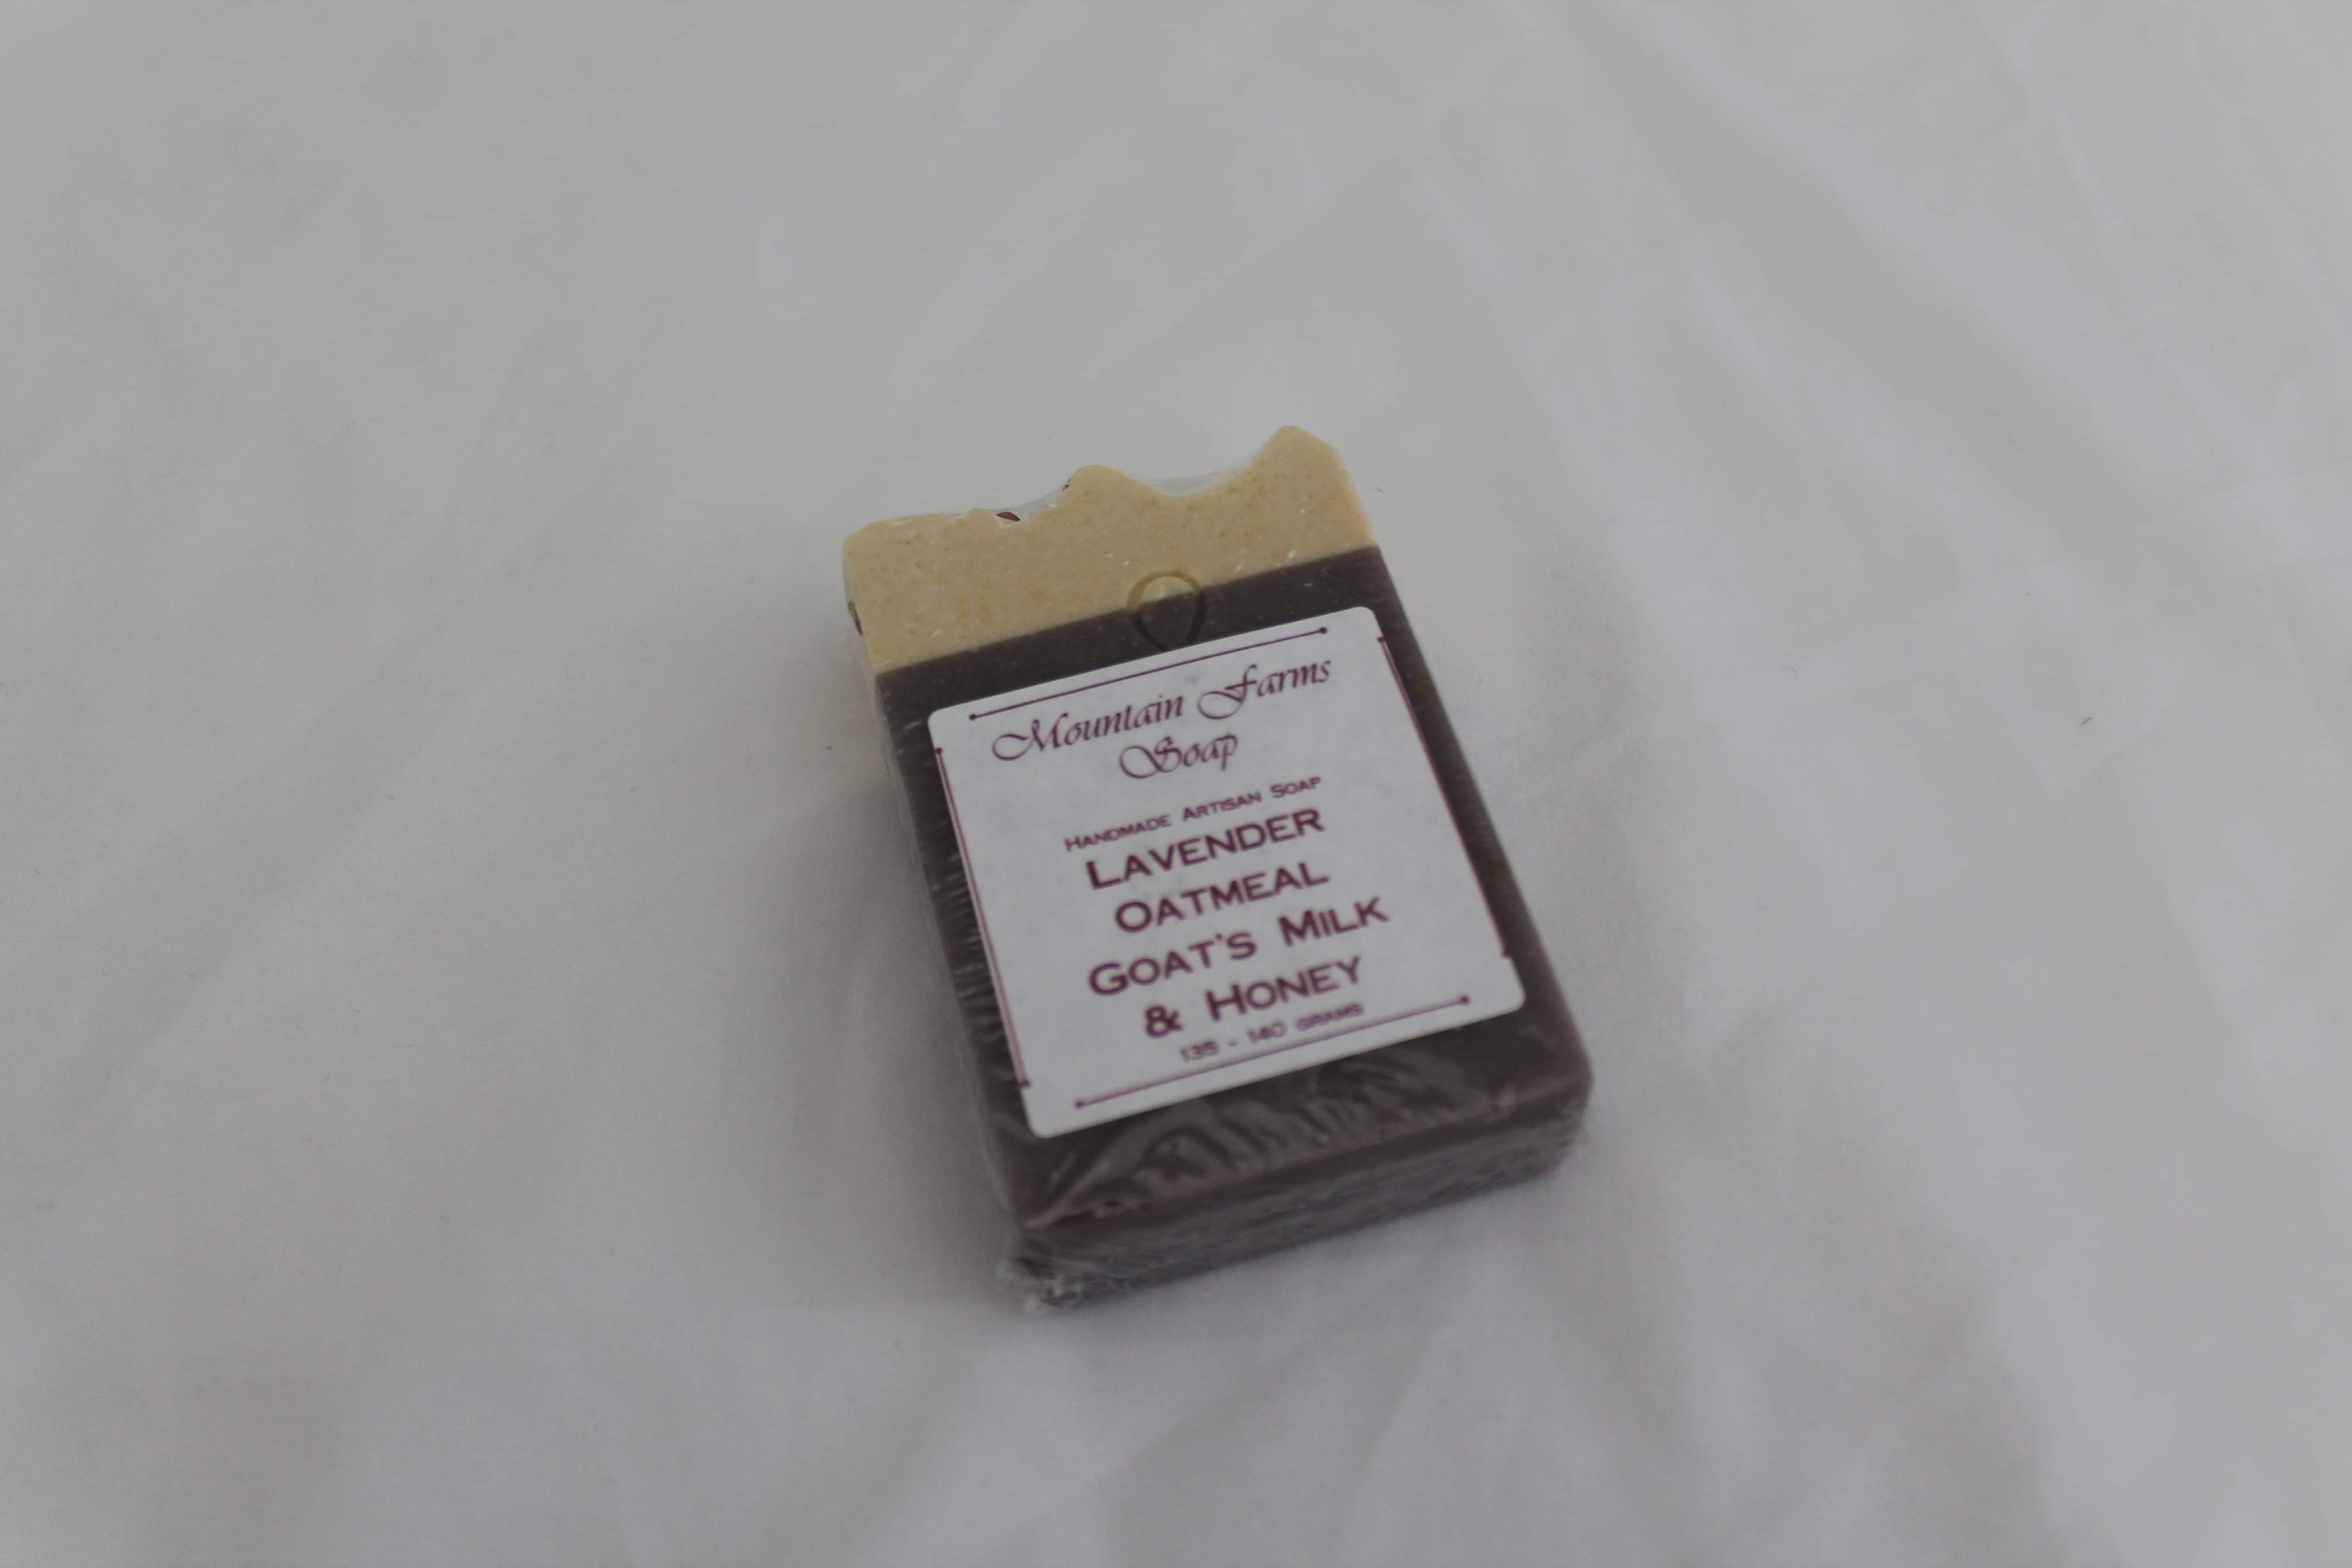 Mountain Farms
Soap
Handmade Artisan Soap
Lavender
Oatmeal
Goat's Milk
& Honey
135 - 140 grams